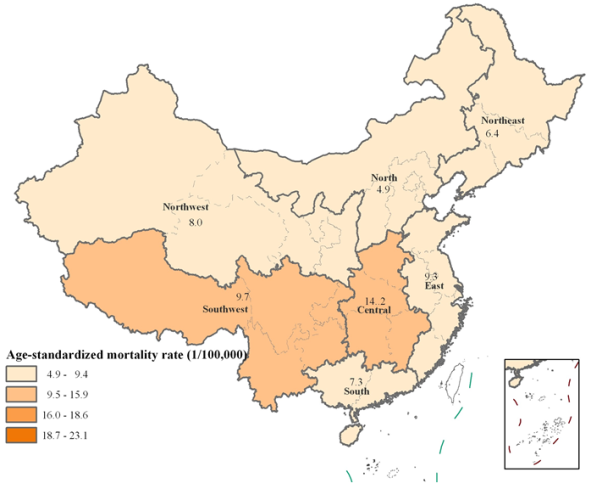 Northeast
6.4
North
4.9
Northwest
8.0
9.3
East
9.7
Southwest
14.2
Central
Age-standardized mortality rate (1/100,000)
4.9 - 9.4
9.5 - 15.9
16.0 - 18.6
18.7 - 23.1
7.3
South